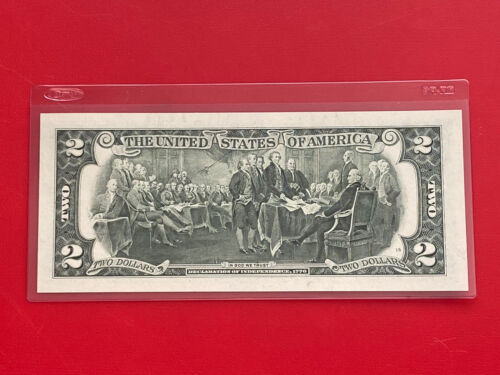 THE UNITED STATES OF AMERICA
2 2
TWO TWO
2 2
TWO DOLLARS TWO DOLLARS
IN GOD WE TRUST
DECLARATION OF INDEPENDENCE, 1776